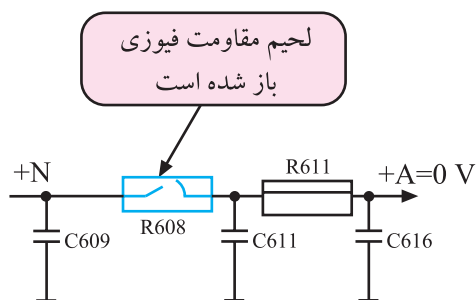 لحیم مقاومت فیوزی
باز شده است
+N
R611
+A=0 V
C609
R608
C611
C616